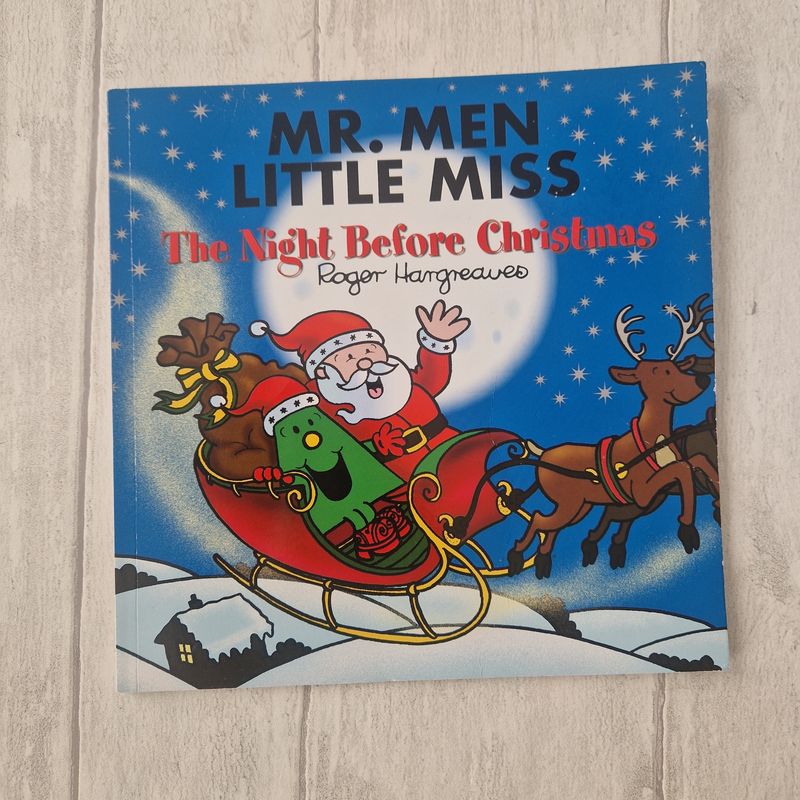 MR. MEN
LITTLE MISS
The Night Before Christmas
Roger Hargreaves